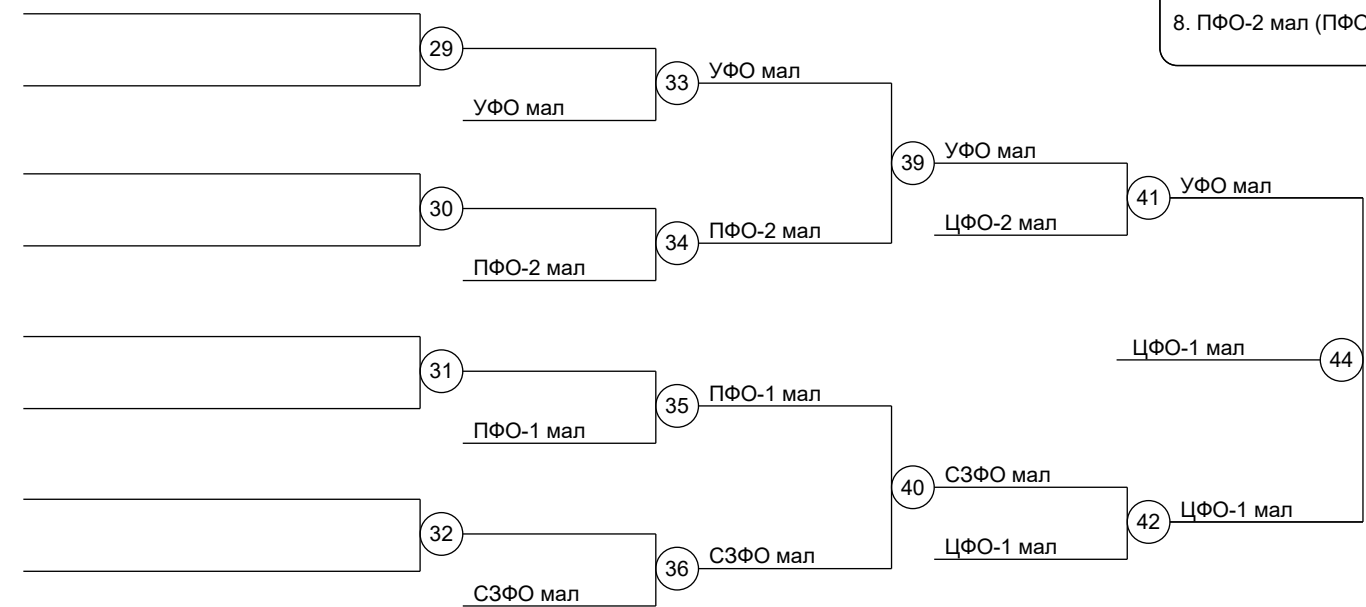 8. ПФО-2 мал (ПФО
29
33
УФО мал
УФО мал
39
УФО мал
41
УФО мал
30
ЦФО-2 мал
34
ПФО-2 мал
ПФО-2 мал
ЦФО-1 мал
44
31
35
ПФО-1 мал
ПФО-1 мал
40
СЗФО мал
42
ЦФО-1 мал
32
ЦФО-1 мал
36
СЗФО мал
СЗФО мал